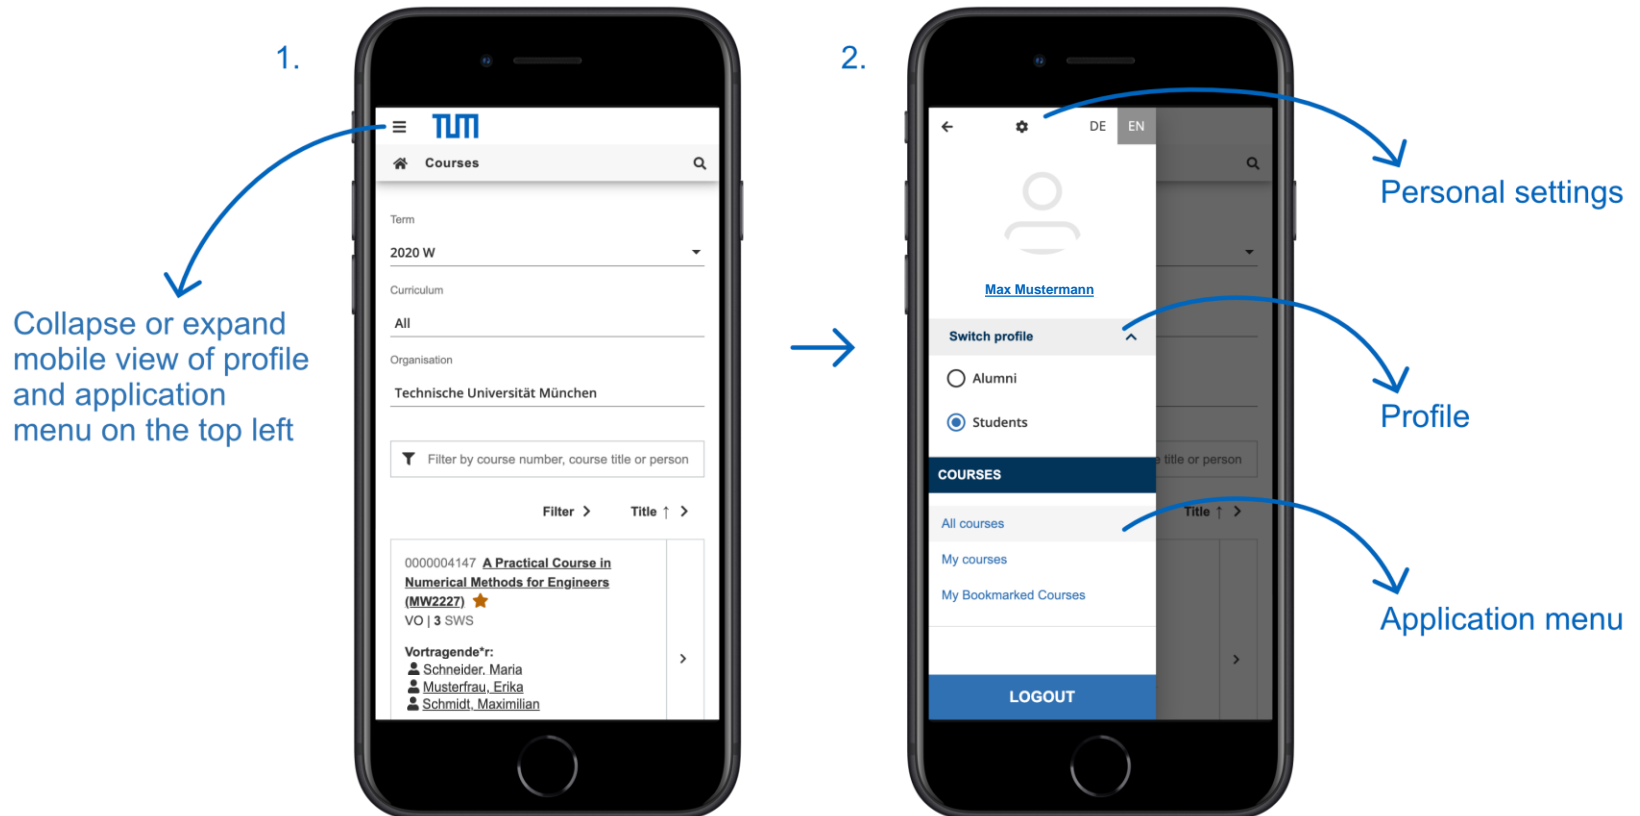 1.
TUM
Courses
Term
2020 W
Curriculum
All
Organisation
Technische Universität München
Filter by course number, course title or person
Filter
Title ↑
0000004147 A Practical Course in
Numerical Methods for Engineers
(MW2227)
VO | 3 SWS
Vortragende*r:
Schneider, Maria
Musterfrau, Erika
Schmidt, Maximilian
Collapse or expand
mobile view of profile
and application
menu on the top left
2.
DE EN
Max Mustermann
Switch profile
Alumni
Students
COURSES
All courses
My courses
My Bookmarked Courses
LOGOUT
title or person
Title ↑
Personal settings
Profile
Application menu